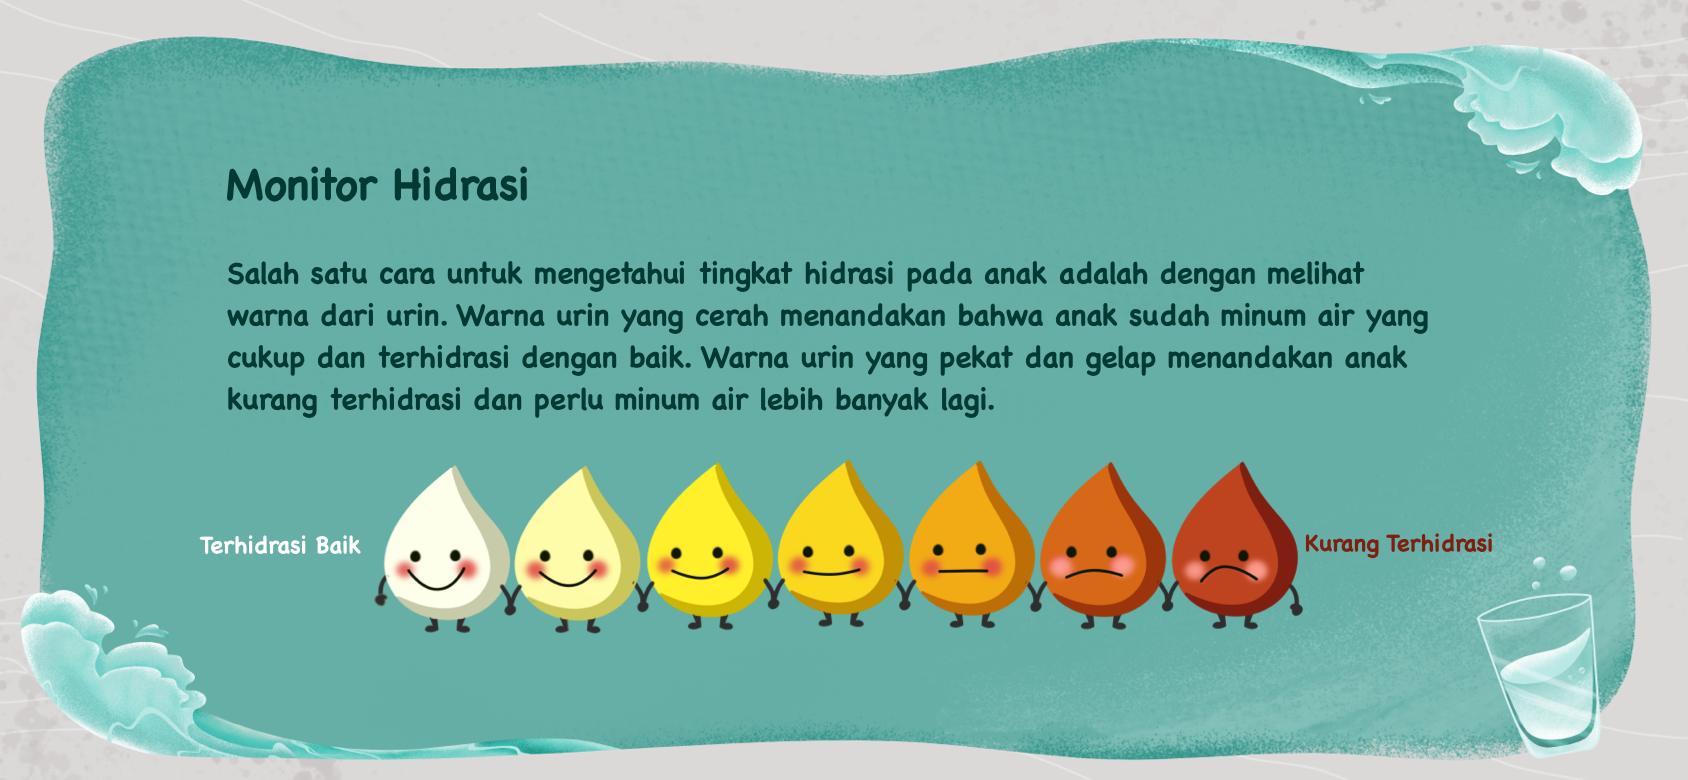 Monitor Hidrasi
Salah satu cara untuk mengetahui tingkat hidrasi pada anak adalah dengan melihat
warna dari urin. Warna urin yang cerah menandakan bahwa anak sudah minum air yang
cukup dan terhidrasi dengan baik. Warna urin yang pekat dan gelap menandakan anak
kurang terhidrasi dan perlu minum air lebih banyak lagi.
Terhidrasi Baik
Kurang Terhidrasi